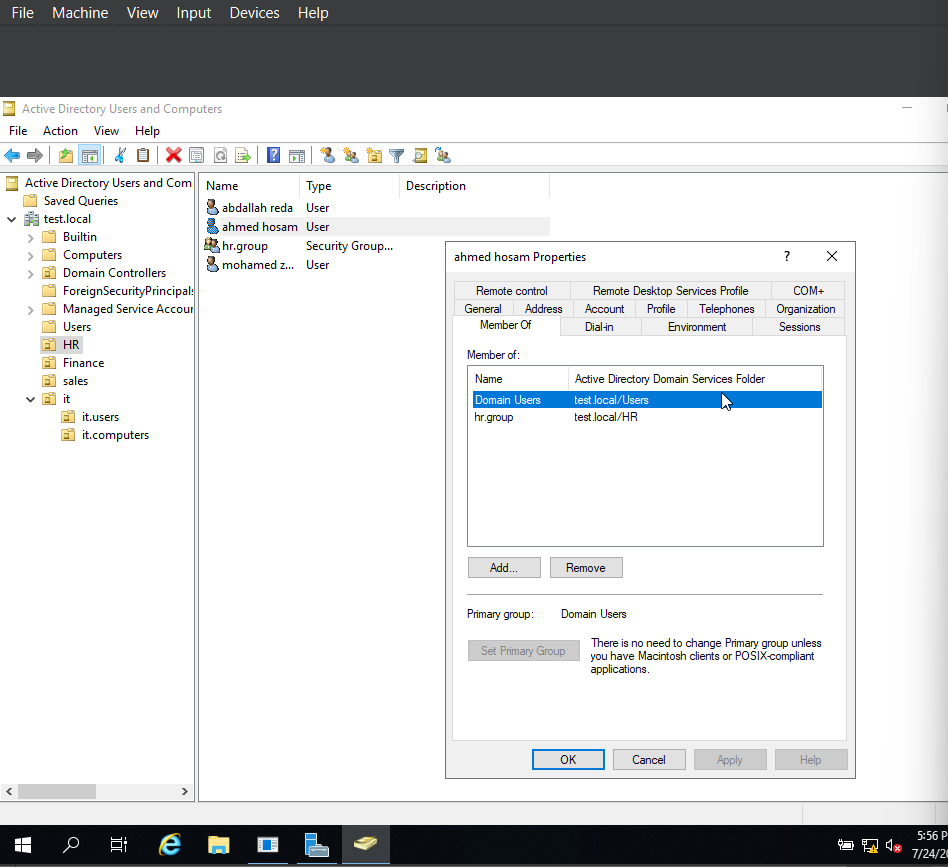 File Machine View Input Devices Help
Active Directory Users and Computers
File Action View Help
Active Directory Users and Com
Saved Queries
test.local
Builtin
Computers
Domain Controllers
ForeignSecurityPrincipals
Managed Service Accour
Users
HR
Finance
sales
it
it.users
it.computers
Name Type Description
abdallah reda User
ahmed hosam User
hr.group Security Group...
mohamed z... User
ahmed hosam Properties
Remote control Remote Desktop Services Profile COM+
General Address Account Profile Telephones Organization
Member Of Dial-in Environment Sessions
Member of:
Name Active Directory Domain Services Folder
Domain Users test.local/Users
hr.group test.local/HR
Add... Remove
Primary group: Domain Users
Set Primary Group
There is no need to change Primary group unless
you have Macintosh clients or POSIX-compliant
applications.
OK Cancel Apply Help
5:56 P
7/24/2